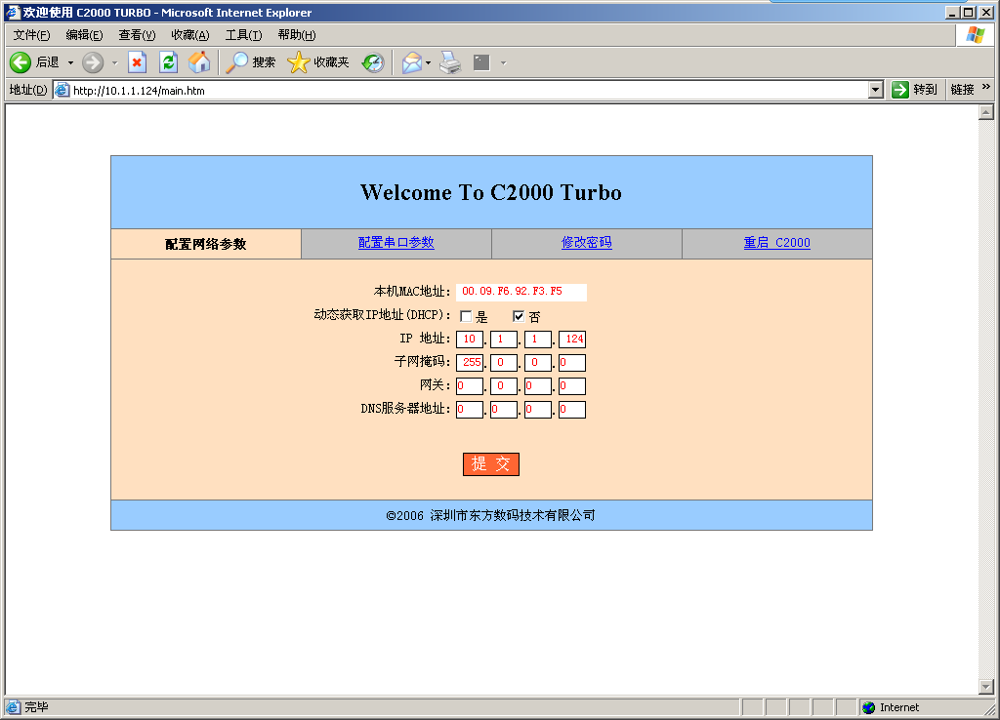 欢迎使用 C2000 TURBO - Microsoft Internet Explorer
文件(F) 编辑(E) 查看(V) 收藏(A) 工具(T) 帮助(H)
后退 搜索 收藏夹
地址(D) http://10.1.1.124/main.htm 转到 链接 »
Welcome To C2000 Turbo
配置网络参数 配置串口参数 修改密码 重启 C2000
本机MAC地址: 00.09.F6.92.F3.F5
动态获取IP地址(DHCP): 是 否
IP 地址: 10 . 1 . 1 . 124
子网掩码: 255 . 0 . 0 . 0
网关: 0 . 0 . 0 . 0
DNS服务器地址: 0 . 0 . 0 . 0
提 交
©2006 深圳市东方数码技术有限公司
完毕 Internet